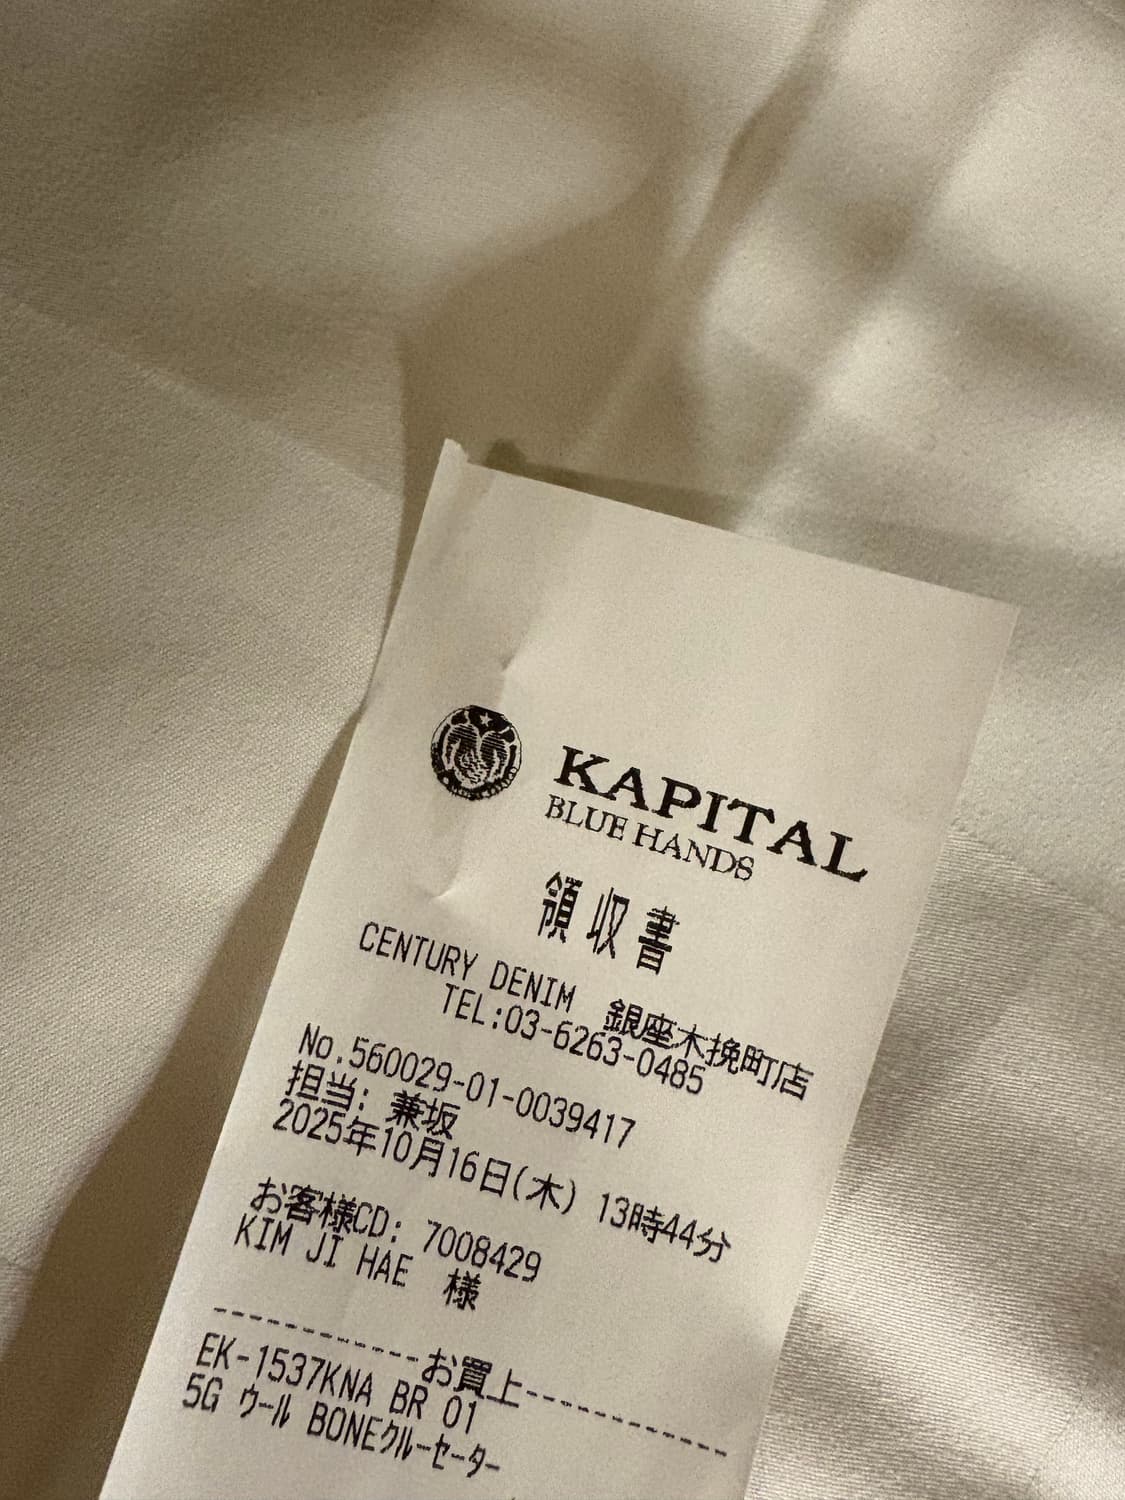 KAPITAL
BLUE HANDS
領収書
CENTURY DENIM 銀座木挽町店
TEL:03-6263-0485
No.560029-01-0039417
担当: 兼坂
2025年10月16日(木) 13時44分
お客様CD: 7008429
KIM JI HAE 様
------------お買上------------
EK-1537KNA BR 01
5G ウール BONEクルーセーター